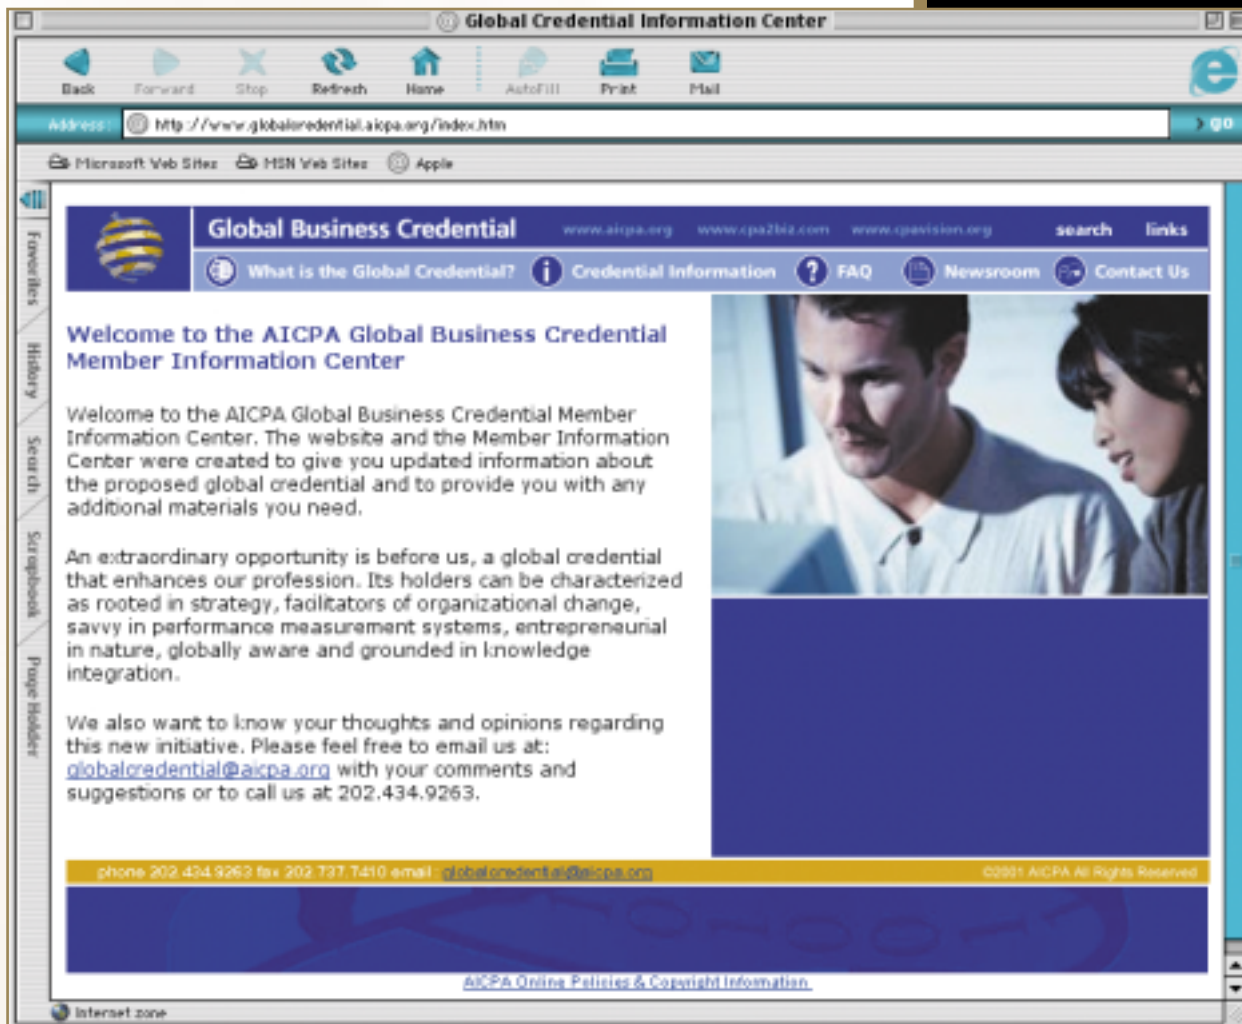 Global Credential Information Center
Back Forward Stop Refresh Home AutoFill Print Mail
Address: http://www.globalcredential.aicpa.org/index.htm go
Microsoft Web Sites MSN Web Sites Apple
Favorites
History
Search
Scrapbook
Page Holder
Global Business Credential www.aicpa.org www.cpa2biz.com www.cpavision.org search links
What is the Global Credential? Credential Information FAQ Newsroom Contact Us
Welcome to the AICPA Global Business Credential
Member Information Center
Welcome to the AICPA Global Business Credential Member
Information Center. The website and the Member Information
Center were created to give you updated information about
the proposed global credential and to provide you with any
additional materials you need.
An extraordinary opportunity is before us, a global credential
that enhances our profession. Its holders can be characterized
as rooted in strategy, facilitators of organizational change,
savvy in performance measurement systems, entrepreneurial
in nature, globally aware and grounded in knowledge
integration.
We also want to know your thoughts and opinions regarding
this new initiative. Please feel free to email us at:
globalcredential@aicpa.org with your comments and
suggestions or to call us at 202.434.9263.
phone 202.434.9263 fax 202.737.7410 email globalcredential@aicpa.org ©2001 AICPA All Rights Reserved
AICPA Online Policies & Copyright Information
Internet zone